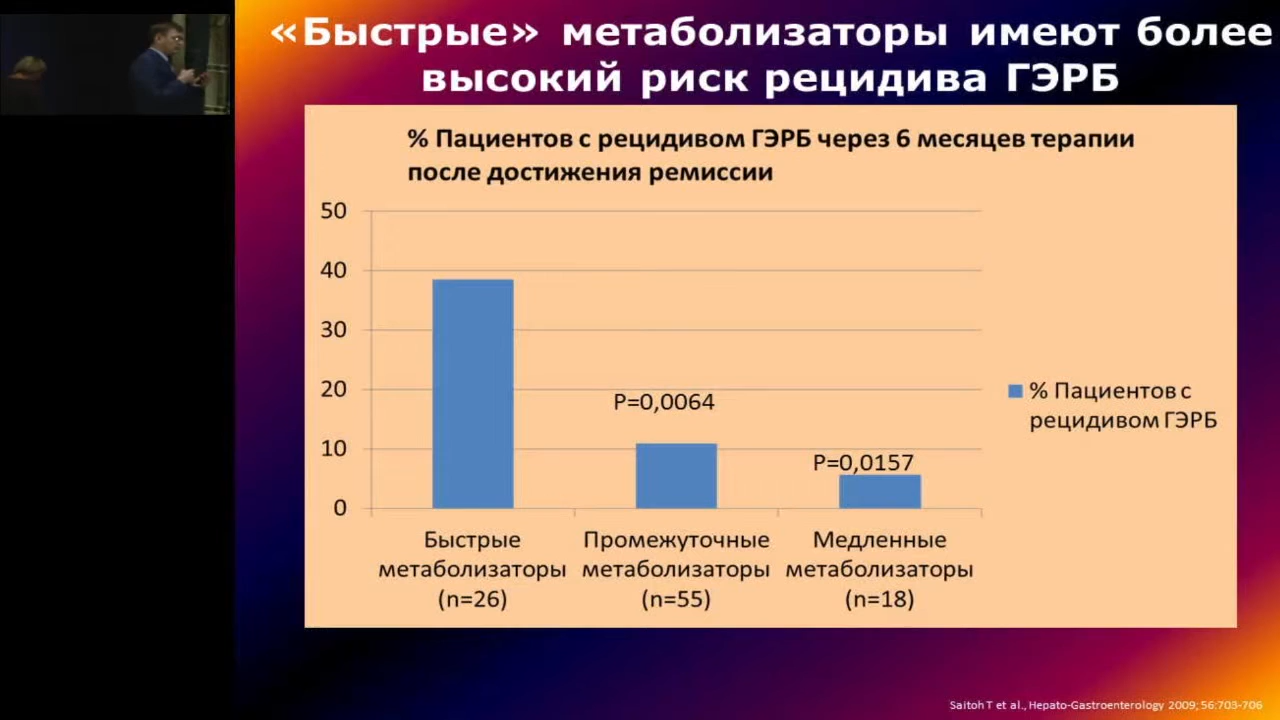 «Быстрые» метаболизаторы имеют более
высокий риск рецидива ГЭРБ
% Пациентов с рецидивом ГЭРБ через 6 месяцев терапии
после достижения ремиссии
50
40
30
20
10
0
P=0,0064
P=0,0157
Быстрые
метаболизаторы
(n=26)
Промежуточные
метаболизаторы
(n=55)
Медленные
метаболизаторы
(n=18)
% Пациентов с
рецидивом ГЭРБ
Saitoh T et al., Hepato-Gastroenterology 2009; 56:703-706